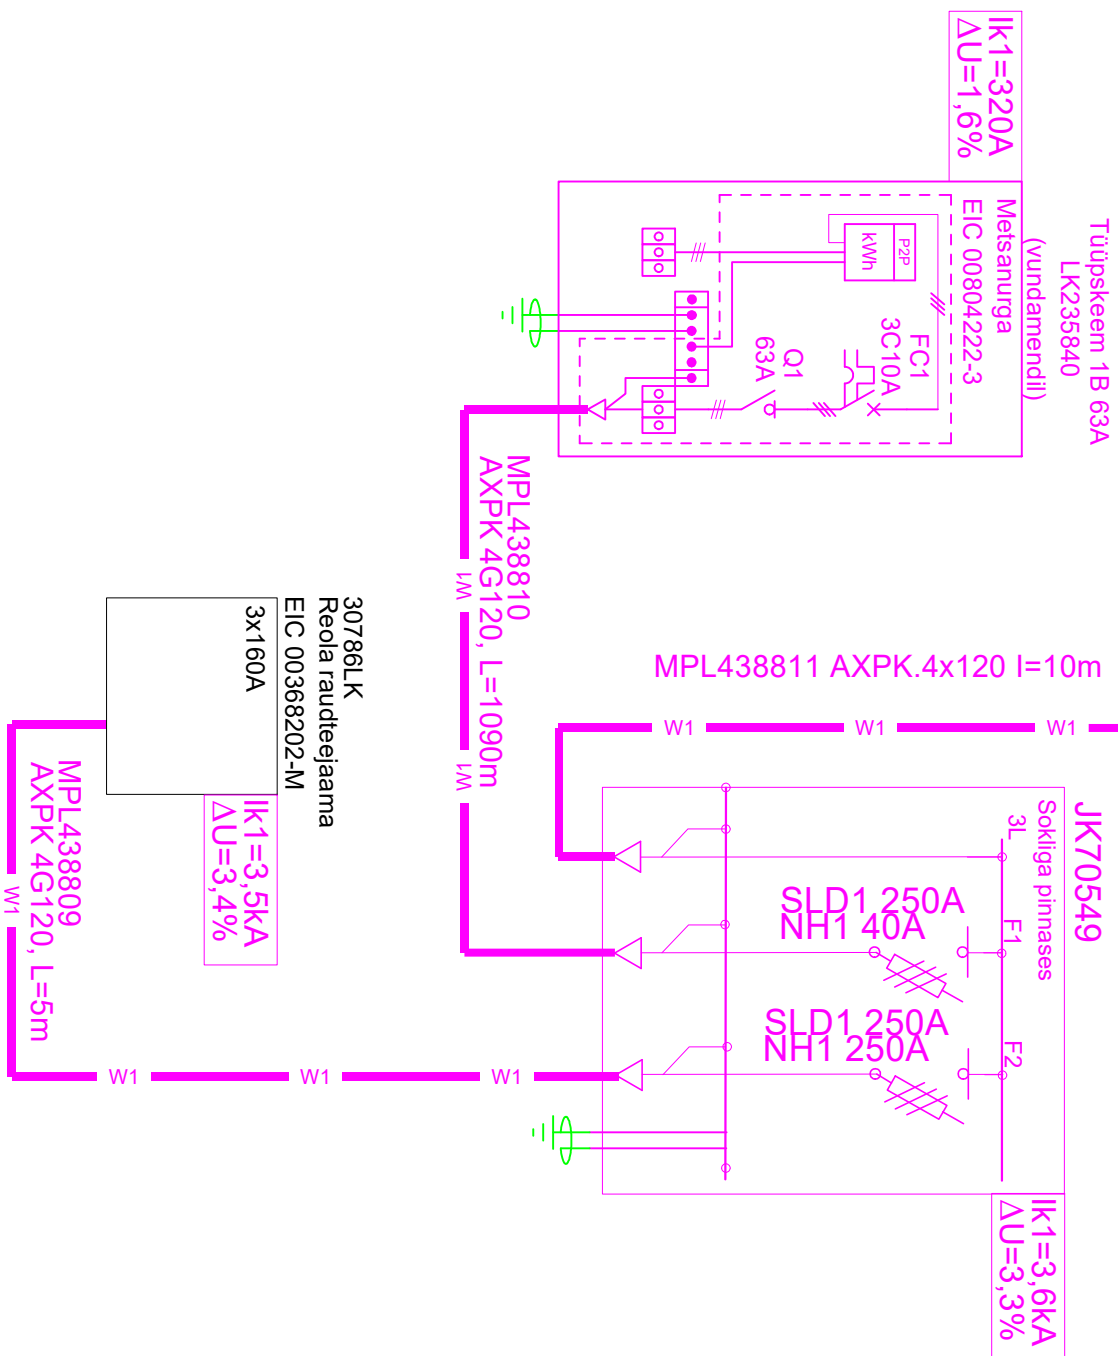 Ik1=320A
ΔU=1,6%
Tüüpskeem 1B 63A
LK235840
(vundamendil)
Metsanurga
EIC 00804222-3
P2P
kWh
FC1
3C10A
Q1
63A
MPL438810
AXPK 4G120, L=1090m
W1
W1
30786LK
Reola raudteejaama
EIC 00368202-M
3x160A
Ik1=3,5kA
ΔU=3,4%
MPL438809
AXPK 4G120, L=5m
W1
W1
W1
W1
MPL438811 AXPK.4x120 l=10m
W1
W1
W1
JK70549
Sokliga pinnases
3L
F1
SLD1 250A
NH1 40A
F2
SLD1 250A
NH1 250A
Ik1=3,6kA
ΔU=3,3%